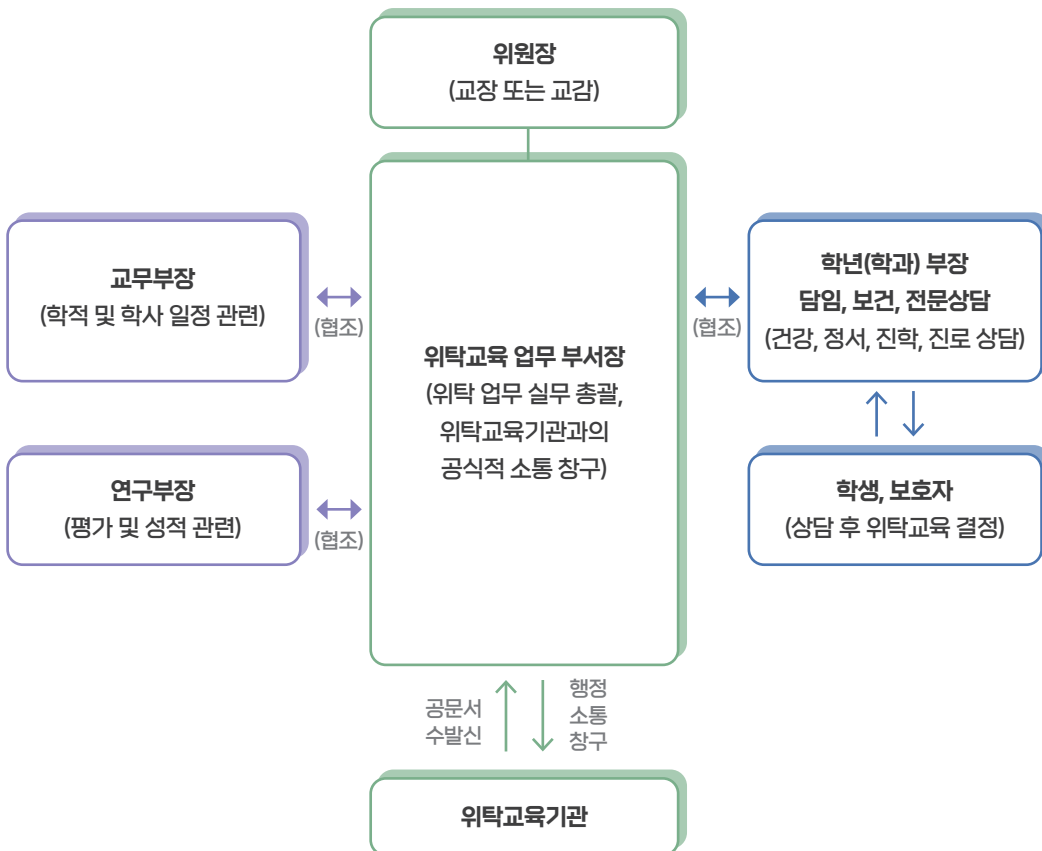 위원장
(교장 또는 교감)
교무부장
(학적 및 학사 일정 관련)
(협조)
연구부장
(평가 및 성적 관련)
(협조)
위탁교육 업무 부서장
(위탁 업무 실무 총괄,
위탁교육기관과의
공식적 소통 창구)
(협조)
학년(학과) 부장
담임, 보건, 전문상담
(건강, 정서, 진학, 진로 상담)
학생, 보호자
(상담 후 위탁교육 결정)
공문서
수발신
행정
소통
창구
위탁교육기관